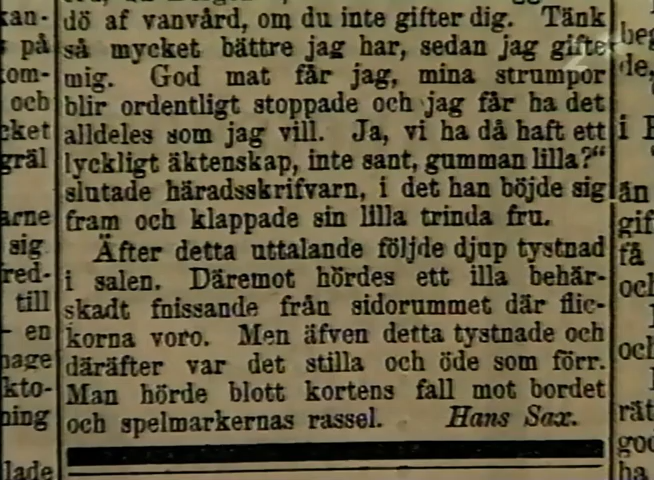 dö af vanvård, om du inte gifter dig. Tänk
så mycket bättre jag har, sedan jag gifte
mig. God mat får jag, mina strumpor
blir ordentligt stoppade och jag får ha det
alldeles som jag vill. Ja, vi ha då haft ett
lyckligt äktenskap, inte sant, gumman lilla?“
slutade häradsskrifvarn, i det han böjde sig
fram och klappade sin lilla trinda fru.
Äfter detta uttalande följde djup tystnad
i salen. Däremot hördes ett illa behär-
skadt fnissande från sidorummet där flic-
korna voro. Men äfven detta tystnade och
däräfter var det stilla och öde som förr.
Man hörde blott kortens fall mot bordet
och spelmarkernas rassel. Hans Sax.